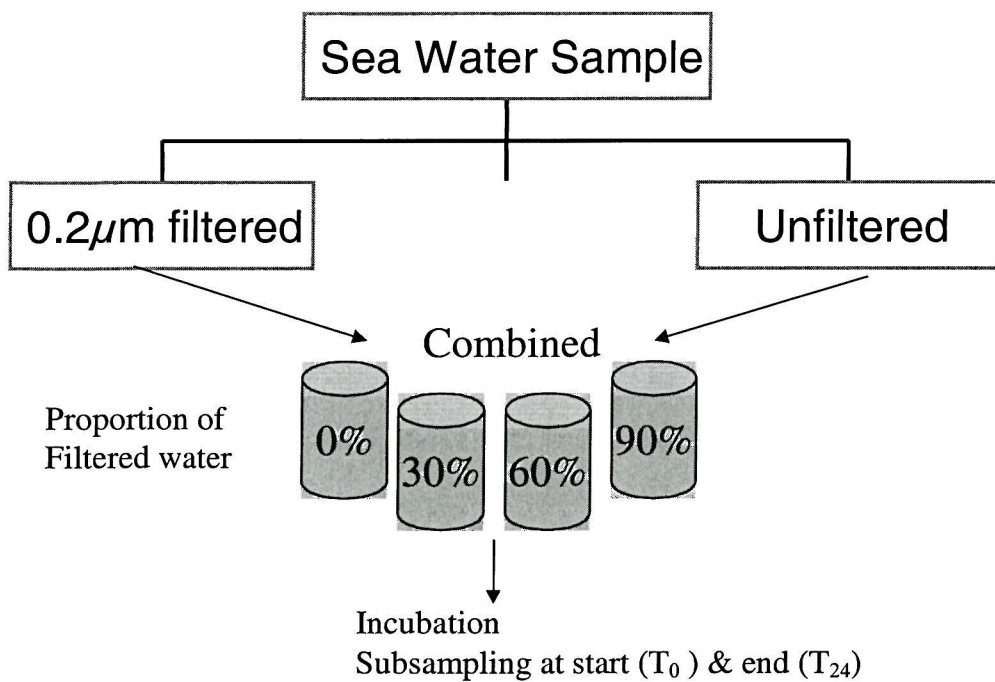 Sea Water Sample
0.2µm filtered
Unfiltered
Combined
Proportion of
Filtered water
0%
30%
60%
90%
Incubation
Subsampling at start (T₀ ) & end (T₂₄)